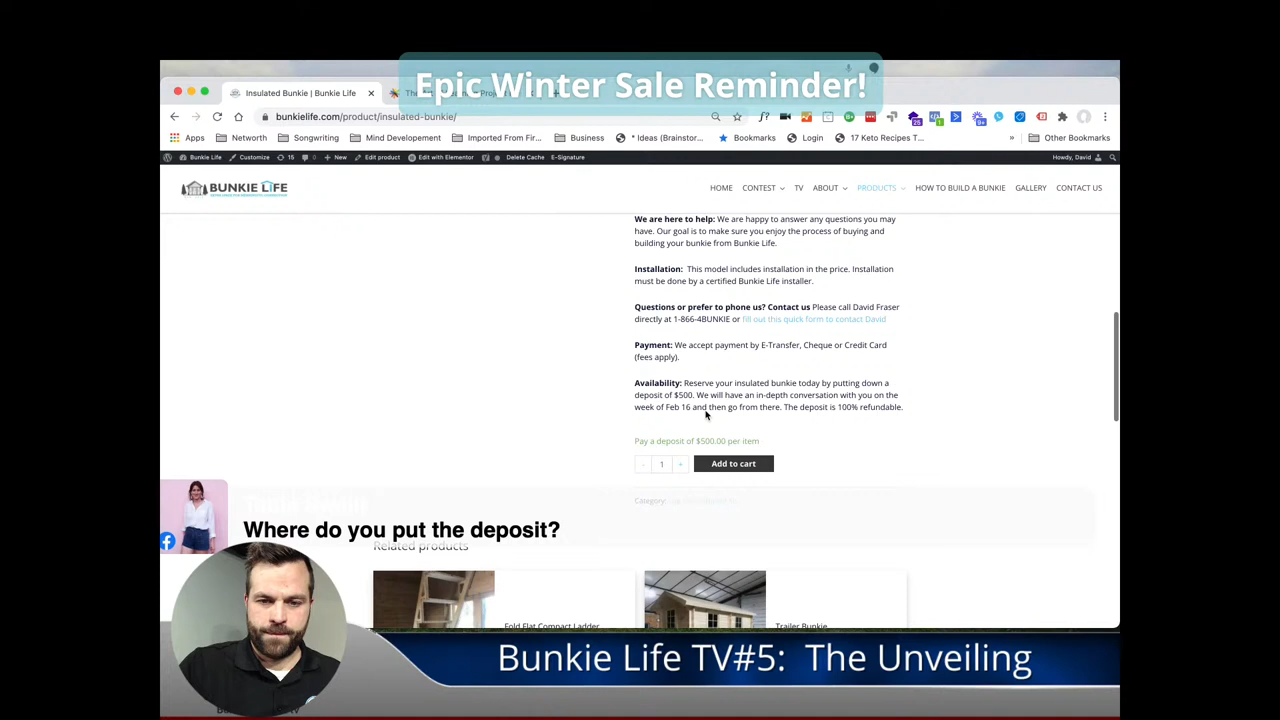 Epic Winter Sale Reminder!
Insulated Bunkie | Bunkie Life
bunkielife.com/product/insulated-bunkie/
Apps Networth Songwriting Mind Developement Imported From Fir... Business * Ideas (Brainstor... Bookmarks Login 17 Keto Recipes T... » Other Bookmarks
Bunkie Life Customize 15 0 New Edit product Edit with Elementor Delete Cache E-Signature Howdy, David
BUNKIE LIFE
HOME CONTEST TV ABOUT PRODUCTS HOW TO BUILD A BUNKIE GALLERY CONTACT US
We are here to help: We are happy to answer any questions you may
have. Our goal is to make sure you enjoy the process of buying and
building your bunkie from Bunkie Life.
Installation: This model includes installation in the price. Installation
must be done by a certified Bunkie Life installer.
Questions or prefer to phone us? Contact us Please call David Fraser
directly at 1-866-4BUNKIE or fill out this quick form to contact David
Payment: We accept payment by E-Transfer, Cheque or Credit Card
(fees apply).
Availability: Reserve your insulated bunkie today by putting down a
deposit of $500. We will have an in-depth conversation with you on the
week of Feb 16 and then go from there. The deposit is 100% refundable.
Pay a deposit of $500.00 per item
- 1 + Add to cart
Category:
Where do you put the deposit?
Related products
Fold Flat Compact Ladder
Trailer Bunkie
Bunkie Life TV#5: The Unveiling